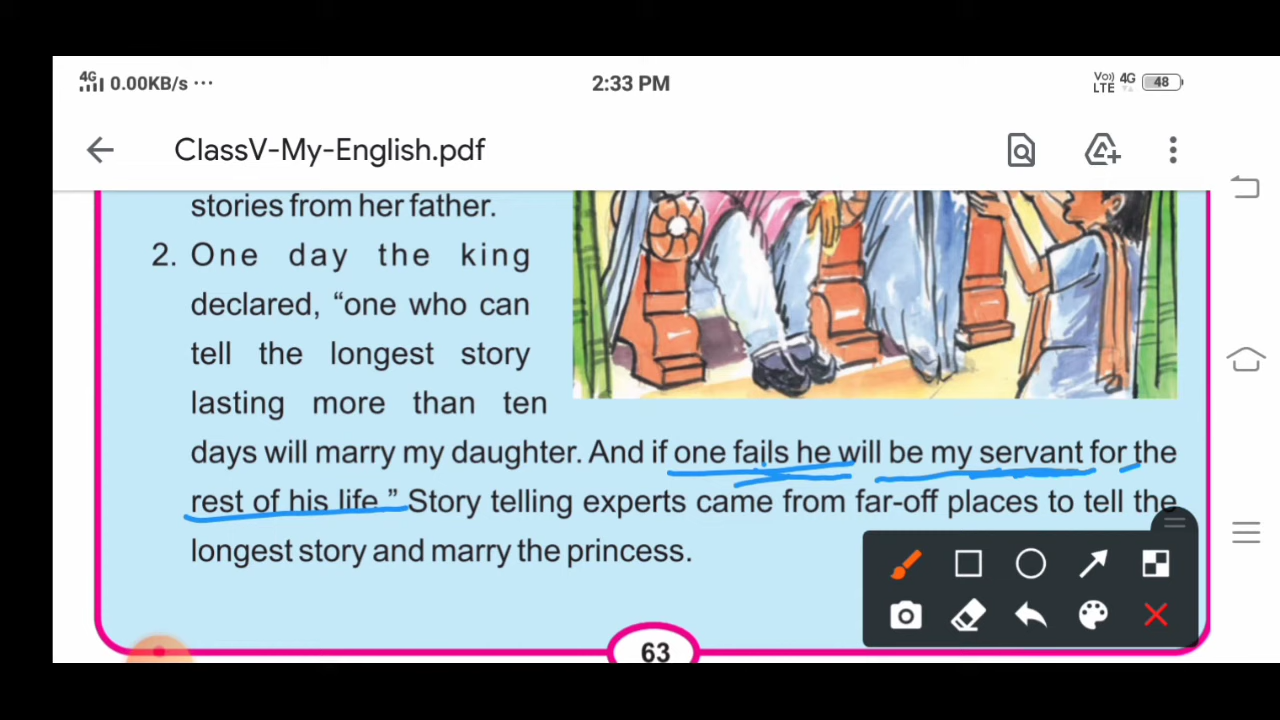 4G 0.00KB/s ··· 2:33 PM Vo)) LTE 4G 48
ClassV-My-English.pdf
stories from her father.
2. One day the king
declared, “one who can
tell the longest story
lasting more than ten
days will marry my daughter. And if one fails he will be my servant for the
rest of his life.” Story telling experts came from far-off places to tell the
longest story and marry the princess.
63